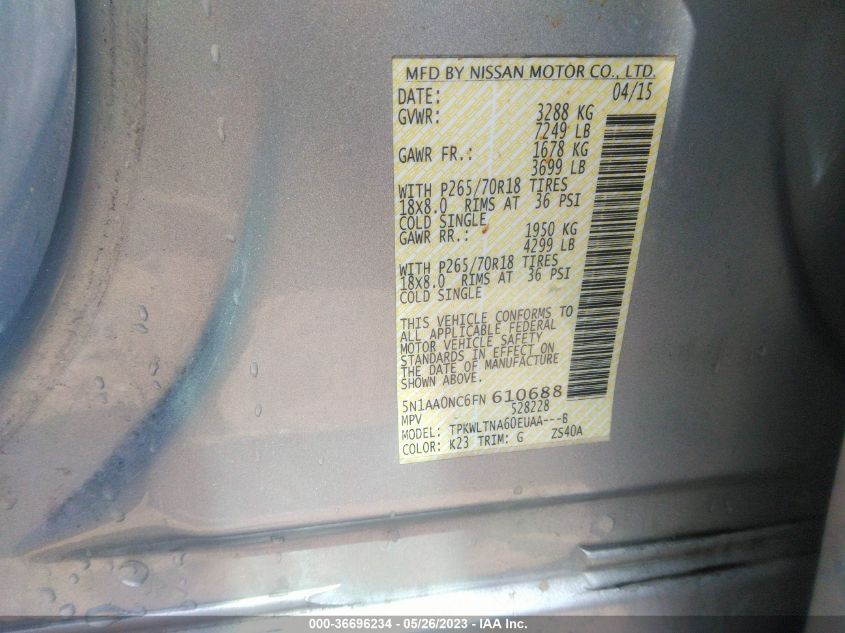 MFD BY NISSAN MOTOR CO., LTD.
DATE: 04/15
GVWR: 3288 KG
7249 LB
GAWR FR.: 1678 KG
3699 LB
WITH P265/70R18 TIRES
18X8.0 RIMS AT 36 PSI
COLD SINGLE
GAWR RR.: 1950 KG
4299 LB
WITH P265/70R18 TIRES
18X8.0 RIMS AT 36 PSI
COLD SINGLE
THIS VEHICLE CONFORMS TO
ALL APPLICABLE FEDERAL
MOTOR VEHICLE SAFETY
STANDARDS IN EFFECT ON
THE DATE OF MANUFACTURE
SHOWN ABOVE.
5N1AA0NC6FN 610688
MPV 528228
MODEL: TPKWLTNA60EUAA---B
COLOR: K23 TRIM: G ZS40A
000-36696234 - 05/26/2023 - IAA Inc.